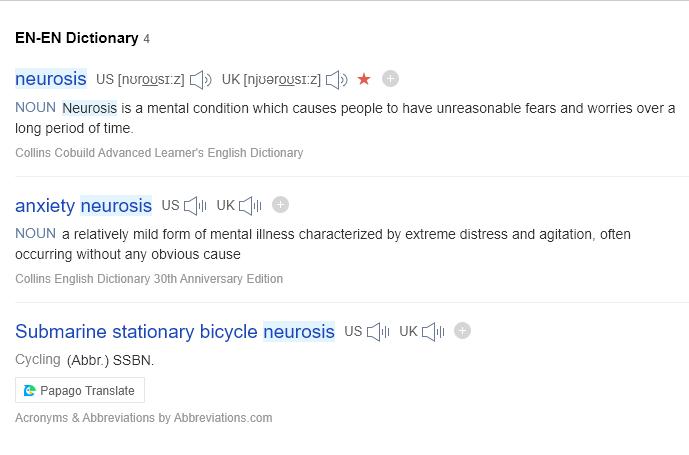 EN-EN Dictionary 4
neurosis US [nʊroʊsɪːz] UK [njʊəroʊsɪːz]
NOUN Neurosis is a mental condition which causes people to have unreasonable fears and worries over a
long period of time.
Collins Cobuild Advanced Learner's English Dictionary
anxiety neurosis US UK
NOUN a relatively mild form of mental illness characterized by extreme distress and agitation, often
occurring without any obvious cause
Collins English Dictionary 30th Anniversary Edition
Submarine stationary bicycle neurosis US UK
Cycling (Abbr.) SSBN.
Papago Translate
Acronyms & Abbreviations by Abbreviations.com